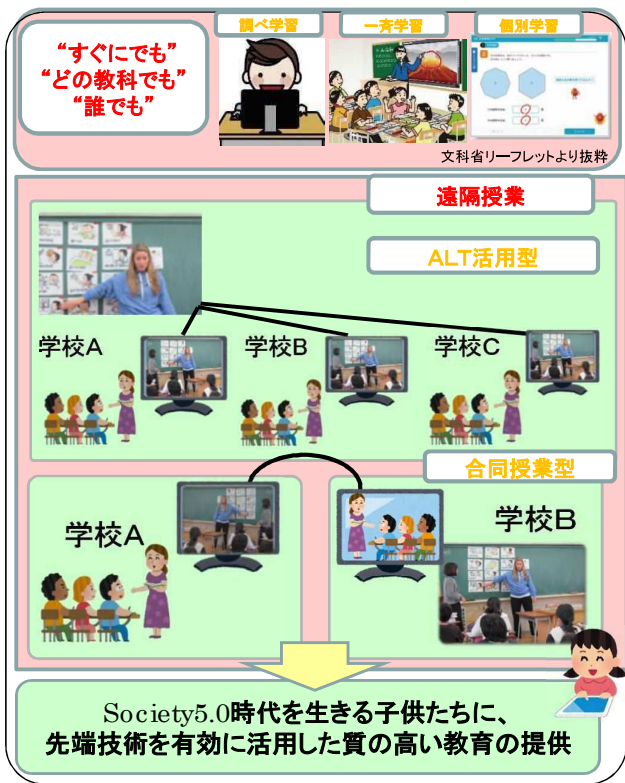 “すぐにでも”
“どの教科でも”
“誰でも”
調べ学習
一斉学習
個別学習
文科省リーフレットより抜粋
遠隔授業
ALT活用型
学校A
学校B
学校C
合同授業型
学校A
学校B
Society5.0時代を生きる子供たちに、
先端技術を有効に活用した質の高い教育の提供